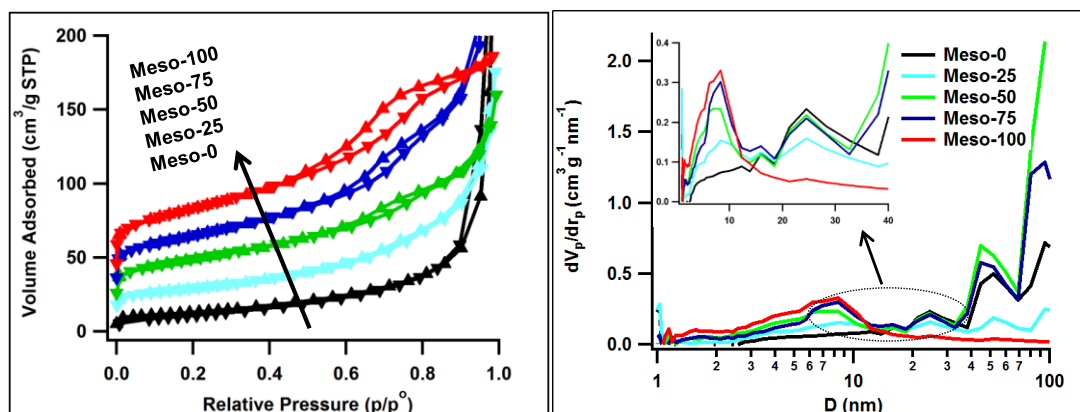 200
150
100
50
0
Volume Adsorbed (cm³/g STP)
Meso-100
Meso-75
Meso-50
Meso-25
Meso-0
0.0 0.2 0.4 0.6 0.8 1.0
Relative Pressure (p/p°)
2.0
1.5
1.0
0.5
0.0
dVp/drp (cm³ g⁻¹ nm⁻¹)
0.4
0.3
0.2
0.1
0.0
10 20 30 40
Meso-0
Meso-25
Meso-50
Meso-75
Meso-100
1 2 3 4 5 6 7 10 2 3 4 5 6 7 100
D (nm)